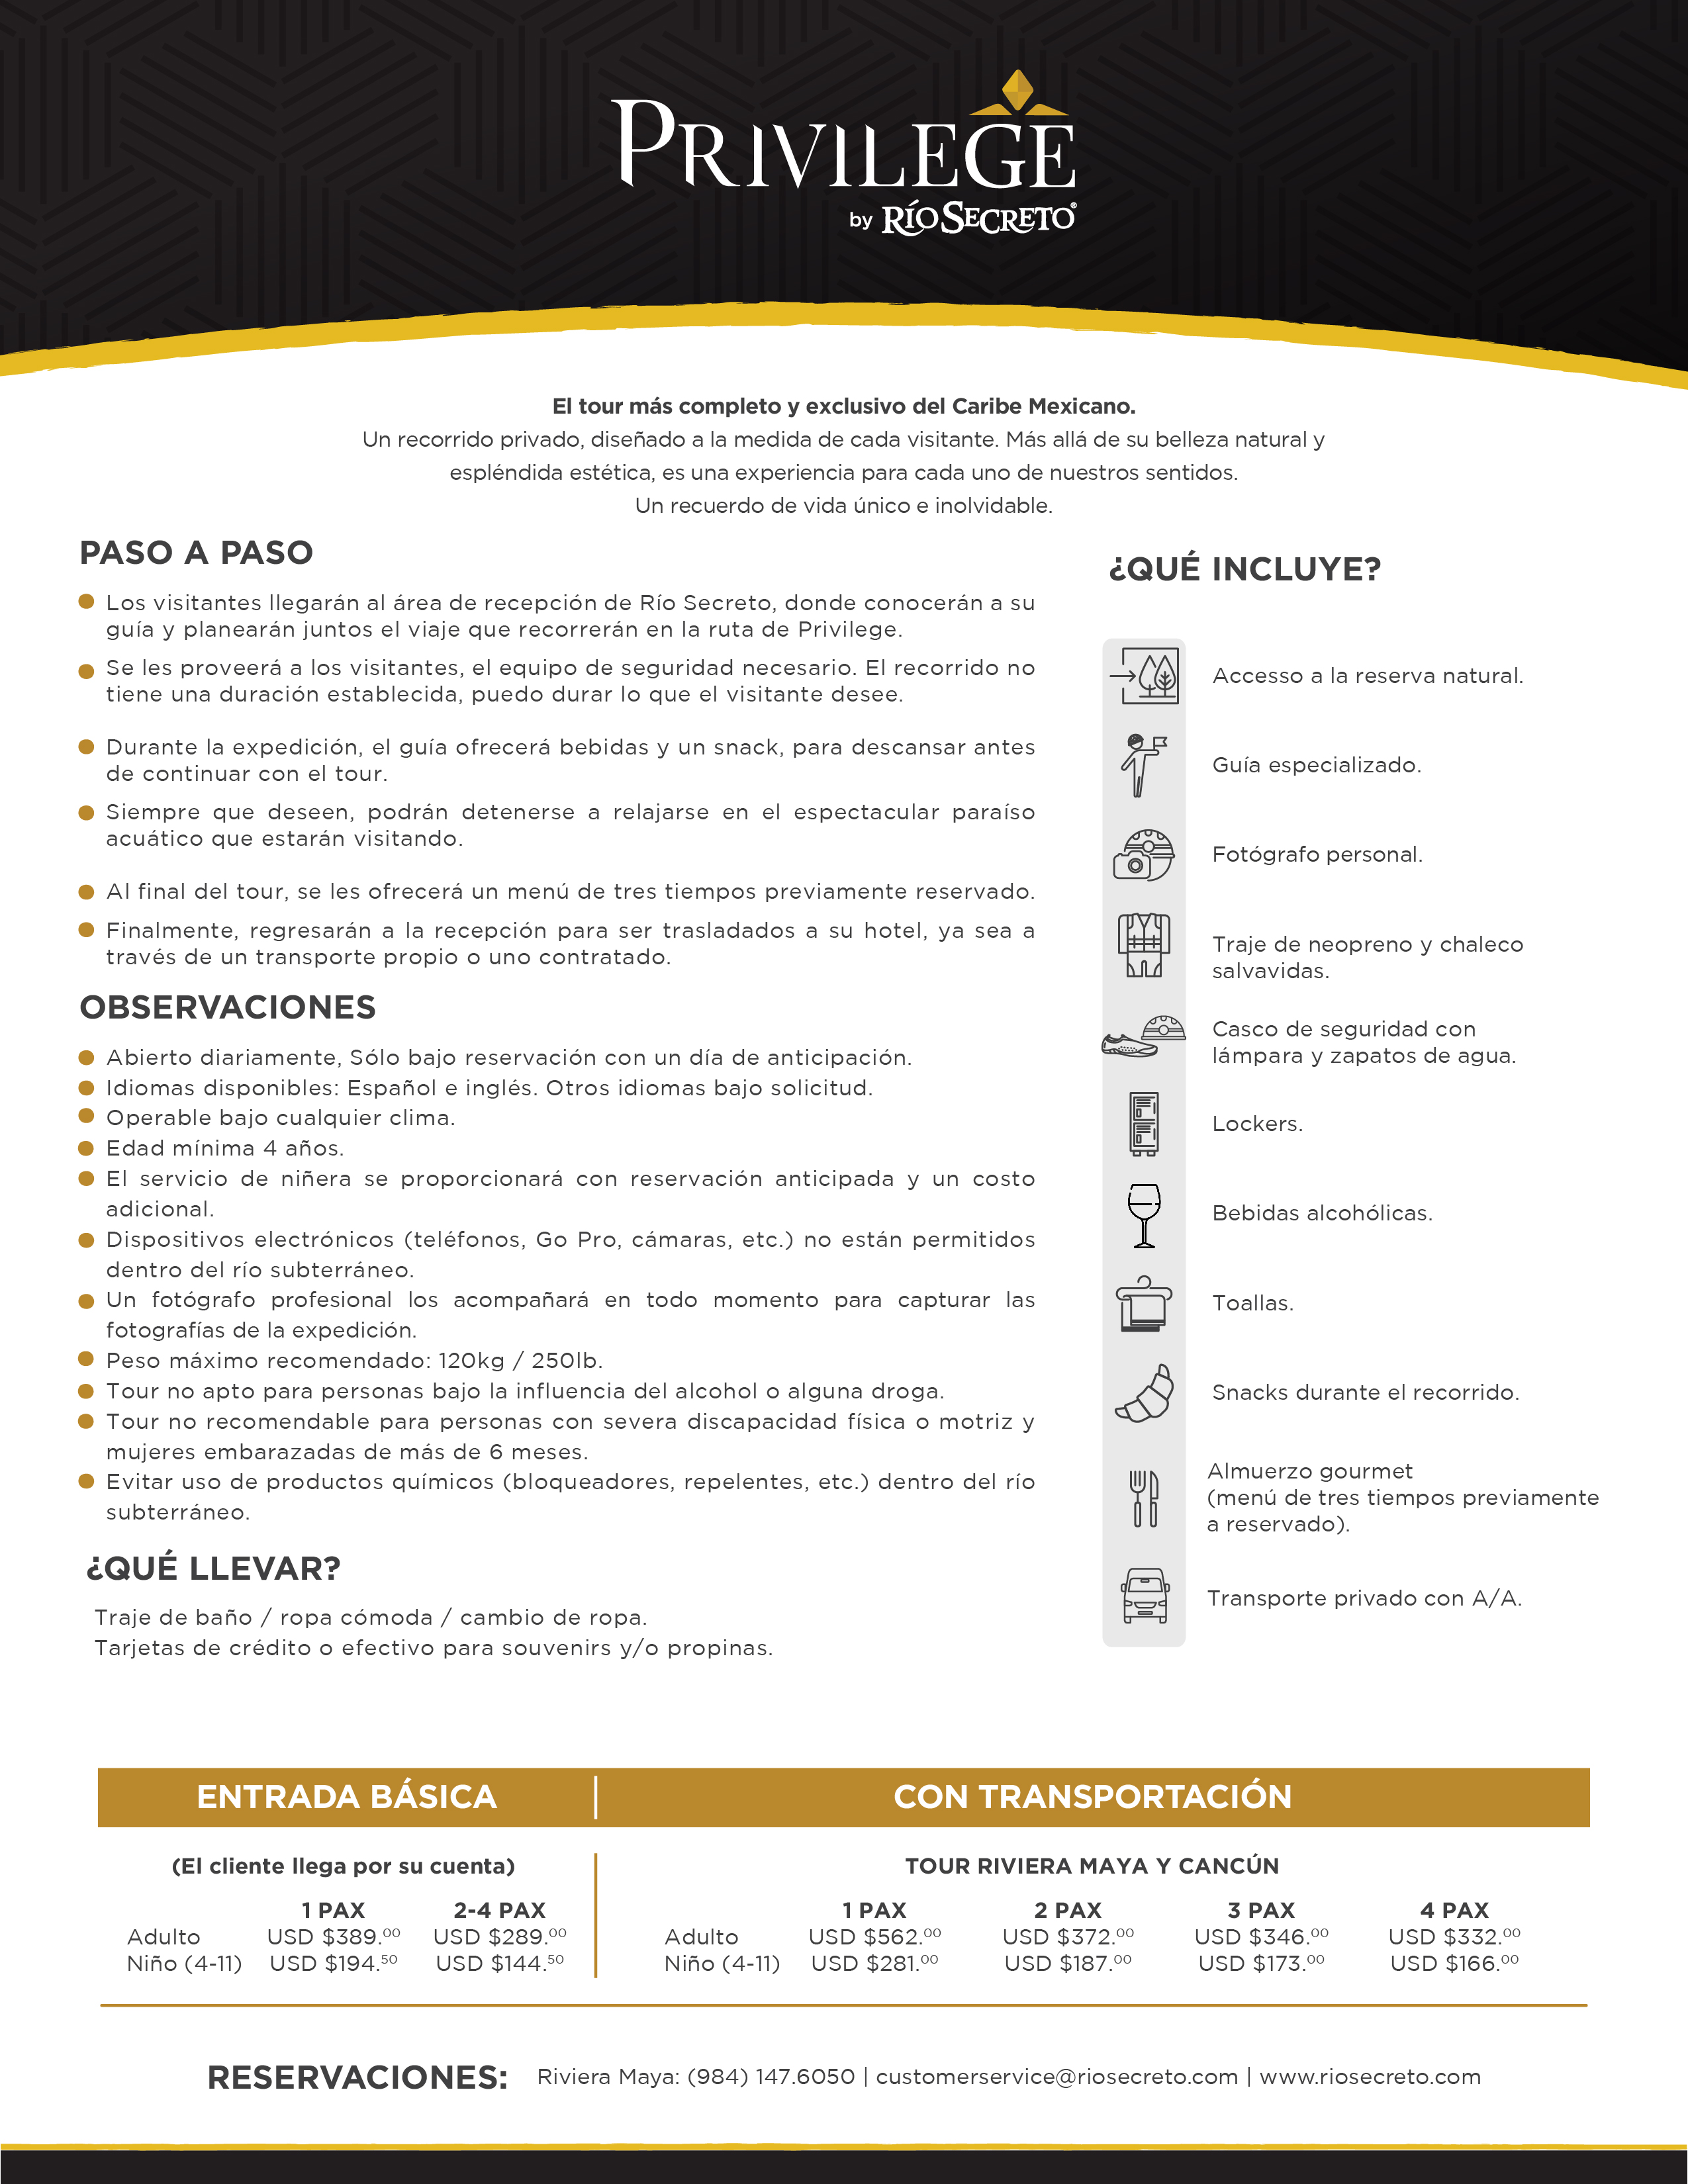 PRIVILEGE
by RÍO SECRETO®
El tour más completo y exclusivo del Caribe Mexicano.
Un recorrido privado, diseñado a la medida de cada visitante. Más allá de su belleza natural y
espléndida estética, es una experiencia para cada uno de nuestros sentidos.
Un recuerdo de vida único e inolvidable.
PASO A PASO
Los visitantes llegarán al área de recepción de Río Secreto, donde conocerán a su
guía y planearán juntos el viaje que recorrerán en la ruta de Privilege.
Se les proveerá a los visitantes, el equipo de seguridad necesario. El recorrido no
tiene una duración establecida, puedo durar lo que el visitante desee.
Durante la expedición, el guía ofrecerá bebidas y un snack, para descansar antes
de continuar con el tour.
Siempre que deseen, podrán detenerse a relajarse en el espectacular paraíso
acuático que estarán visitando.
Al final del tour, se les ofrecerá un menú de tres tiempos previamente reservado.
Finalmente, regresarán a la recepción para ser trasladados a su hotel, ya sea a
través de un transporte propio o uno contratado.
OBSERVACIONES
Abierto diariamente, Sólo bajo reservación con un día de anticipación.
Idiomas disponibles: Español e inglés. Otros idiomas bajo solicitud.
Operable bajo cualquier clima.
Edad mínima 4 años.
El servicio de niñera se proporcionará con reservación anticipada y un costo
adicional.
Dispositivos electrónicos (teléfonos, Go Pro, cámaras, etc.) no están permitidos
dentro del río subterráneo.
Un fotógrafo profesional los acompañará en todo momento para capturar las
fotografías de la expedición.
Peso máximo recomendado: 120kg / 250lb.
Tour no apto para personas bajo la influencia del alcohol o alguna droga.
Tour no recomendable para personas con severa discapacidad física o motriz y
mujeres embarazadas de más de 6 meses.
Evitar uso de productos químicos (bloqueadores, repelentes, etc.) dentro del río
subterráneo.
¿QUÉ LLEVAR?
Traje de baño / ropa cómoda / cambio de ropa.
Tarjetas de crédito o efectivo para souvenirs y/o propinas.
¿QUÉ INCLUYE?
Accesso a la reserva natural.
Guía especializado.
Fotógrafo personal.
Traje de neopreno y chaleco
salvavidas.
Casco de seguridad con
lámpara y zapatos de agua.
Lockers.
Bebidas alcohólicas.
Toallas.
Snacks durante el recorrido.
Almuerzo gourmet
(menú de tres tiempos previamente
a reservado).
Transporte privado con A/A.
ENTRADA BÁSICA
(El cliente llega por su cuenta)
1 PAX 2-4 PAX
Adulto USD $389.00 USD $289.00
Niño (4-11) USD $194.50 USD $144.50
CON TRANSPORTACIÓN
TOUR RIVIERA MAYA Y CANCÚN
1 PAX 2 PAX 3 PAX 4 PAX
Adulto USD $562.00 USD $372.00 USD $346.00 USD $332.00
Niño (4-11) USD $281.00 USD $187.00 USD $173.00 USD $166.00
RESERVACIONES: Riviera Maya: (984) 147.6050 | customerservice@riosecreto.com | www.riosecreto.com